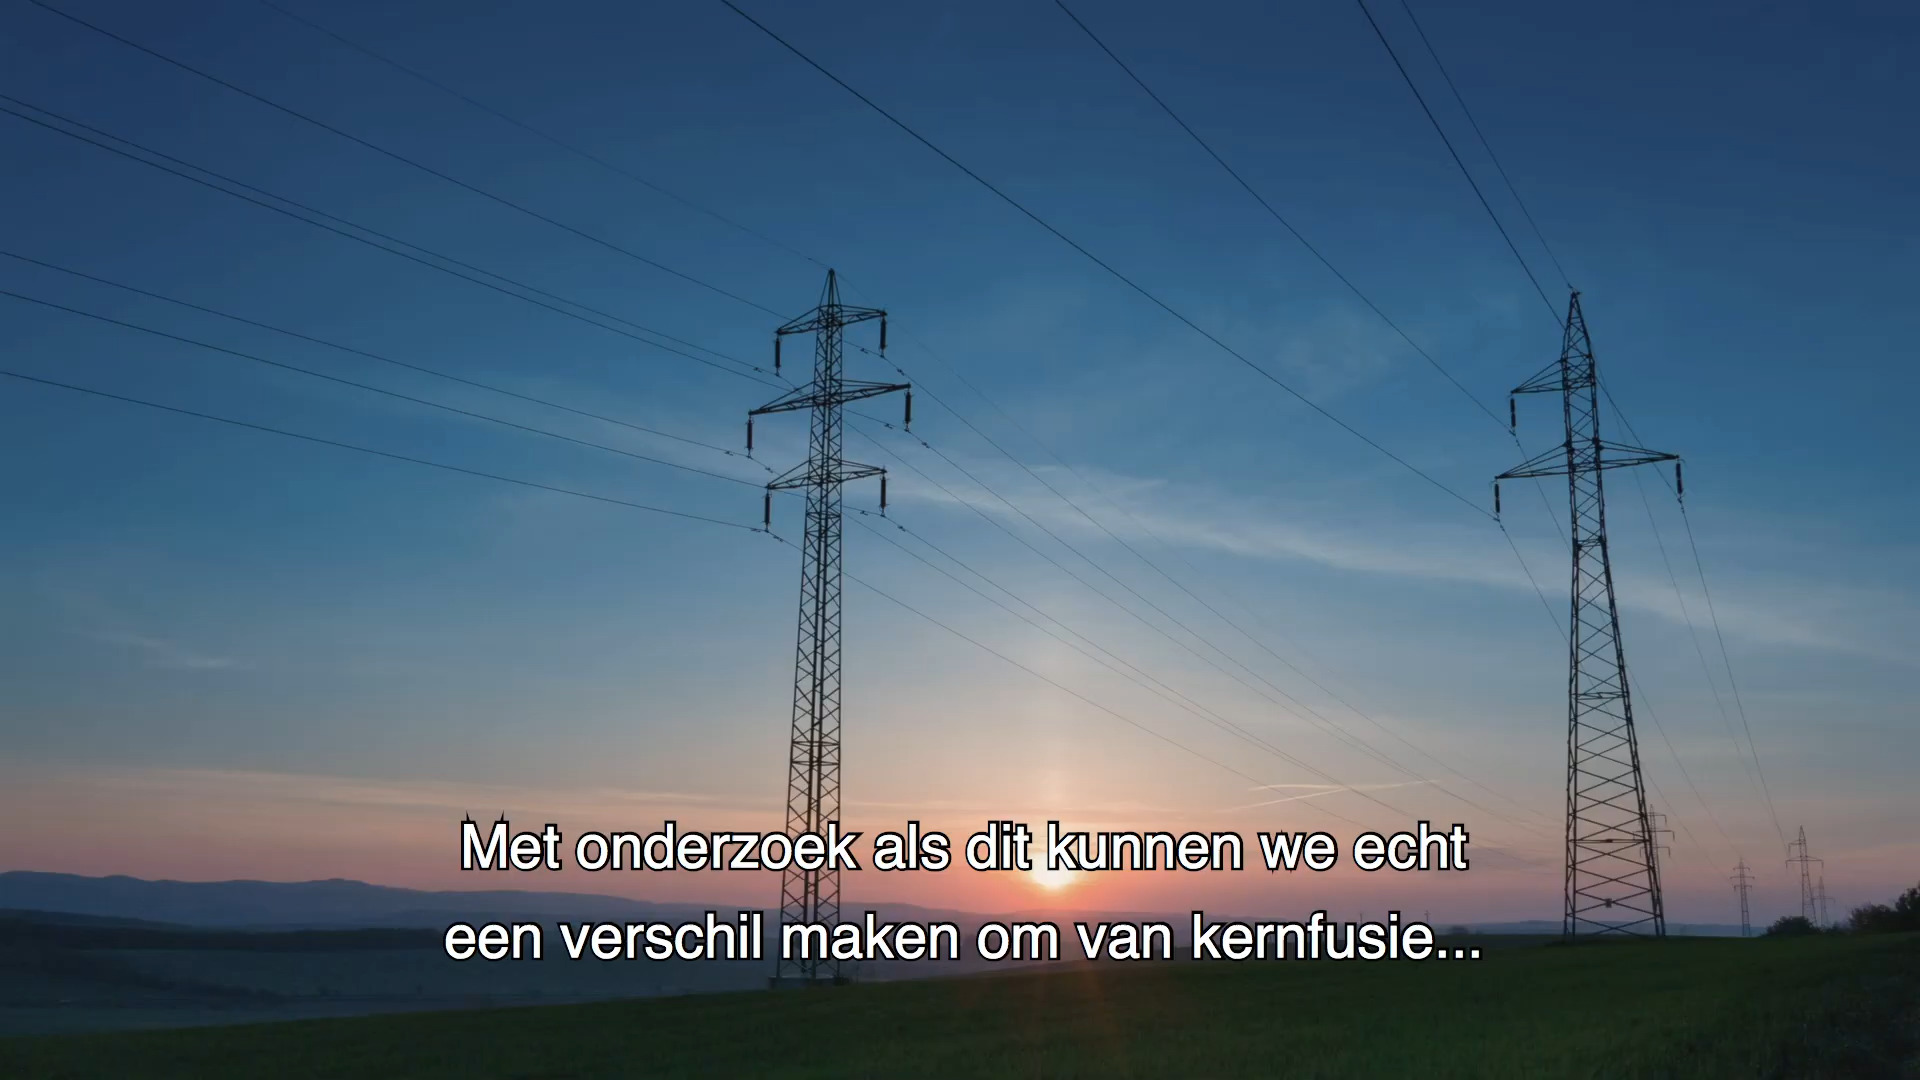 Met onderzoek als dit kunnen we echt
een verschil maken om van kernfusie...